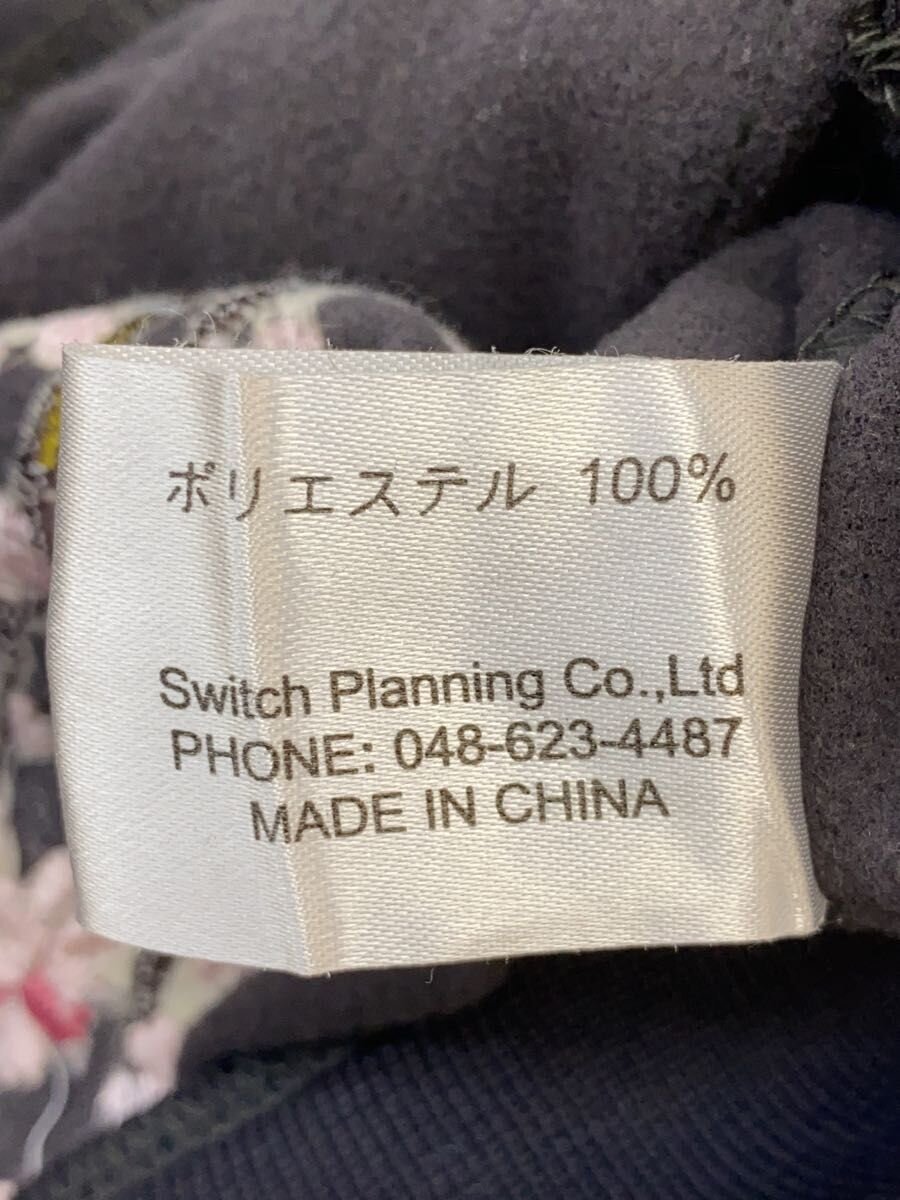 ポリエステル 100%
Switch Planning Co.,Ltd
PHONE: 048-623-4487
MADE IN CHINA